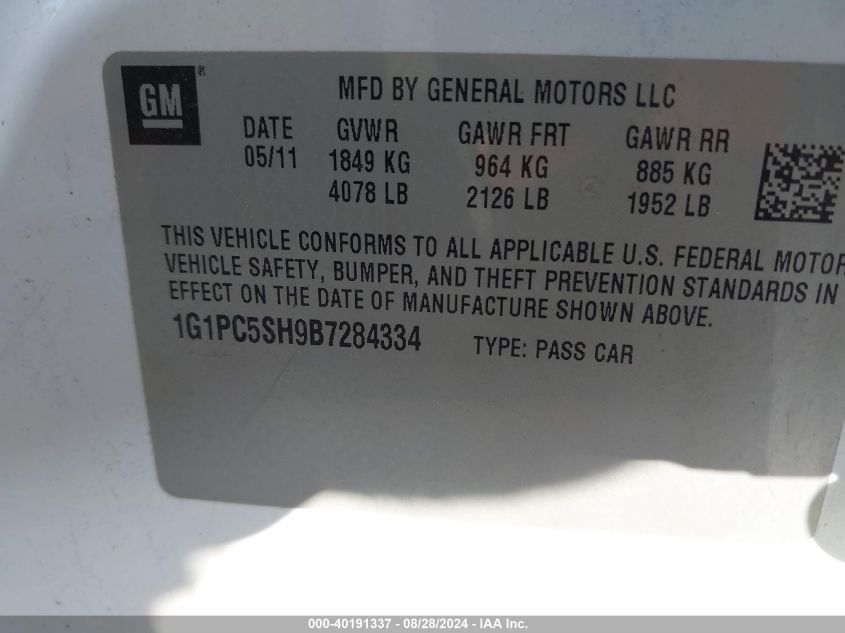 GM®
MFD BY GENERAL MOTORS LLC
DATE GVWR GAWR FRT GAWR RR
05/11 1849 KG 964 KG 885 KG
4078 LB 2126 LB 1952 LB
THIS VEHICLE CONFORMS TO ALL APPLICABLE U.S. FEDERAL MOTOR
VEHICLE SAFETY, BUMPER, AND THEFT PREVENTION STANDARDS IN
EFFECT ON THE DATE OF MANUFACTURE SHOWN ABOVE.
1G1PC5SH9B7284334 TYPE: PASS CAR
000-40191337 - 08/28/2024 - IAA Inc.